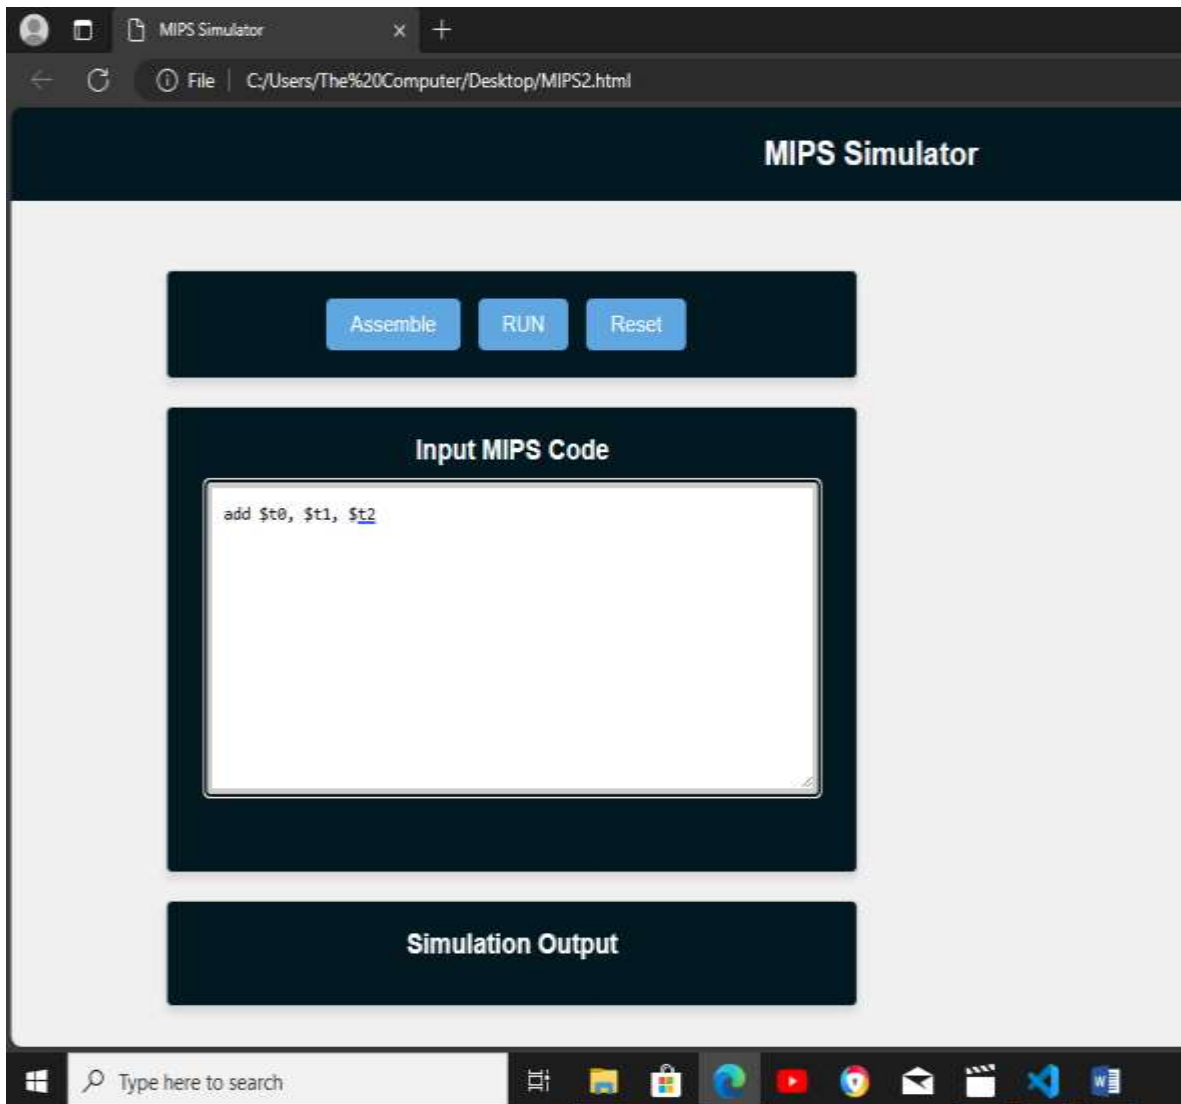 MIPS Simulator
File | C:/Users/The%20Computer/Desktop/MIPS2.html
MIPS Simulator
Assemble RUN Reset
Input MIPS Code
add $t0, $t1, $t2
Simulation Output
Type here to search